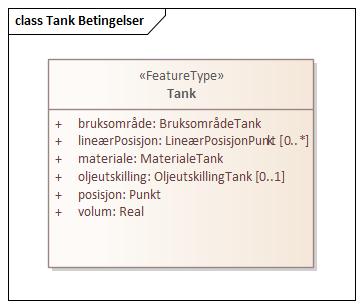 class Tank Betingelser
«FeatureType»
Tank
+ bruksområde: BruksområdeTank
+ lineærPosisjon: LineærPosisjonPunkt [0..*]
+ materiale: MaterialeTank
+ oljeutskilling: OljeutskillingTank [0..1]
+ posisjon: Punkt
+ volum: Real